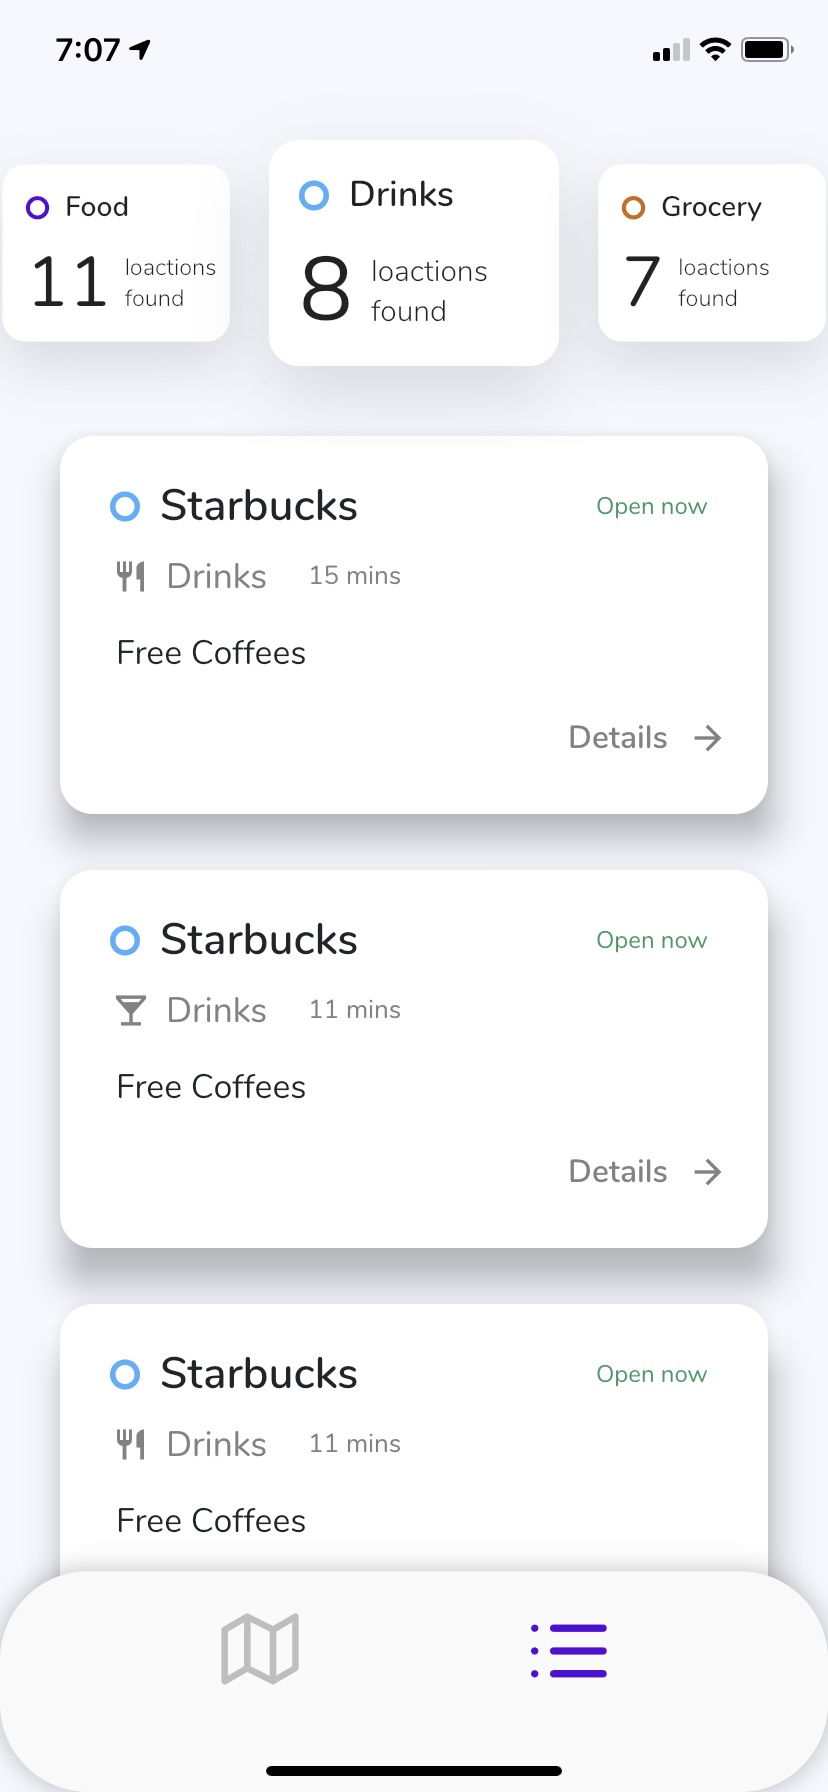 7:07
Food
11 loactions
found
Drinks
8 loactions
found
Grocery
7 loactions
found
Starbucks Open now
Drinks 15 mins
Free Coffees
Details
Starbucks Open now
Drinks 11 mins
Free Coffees
Details
Starbucks Open now
Drinks 11 mins
Free Coffees